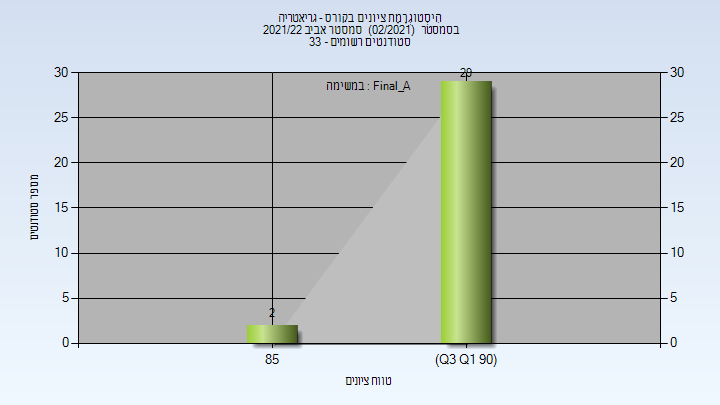 היסטוגרמת ציונים בקורס - גריאטריה
בסמסטר (02/2021) סמסטר אביב 2021/22
סטודנטים רשומים - 33
במשימה : Final_A
30
25
20
15
10
5
0
30
25
20
15
10
5
0
מספר סטודנטים
2
29
85
(Q3 Q1 90)
טווח ציונים